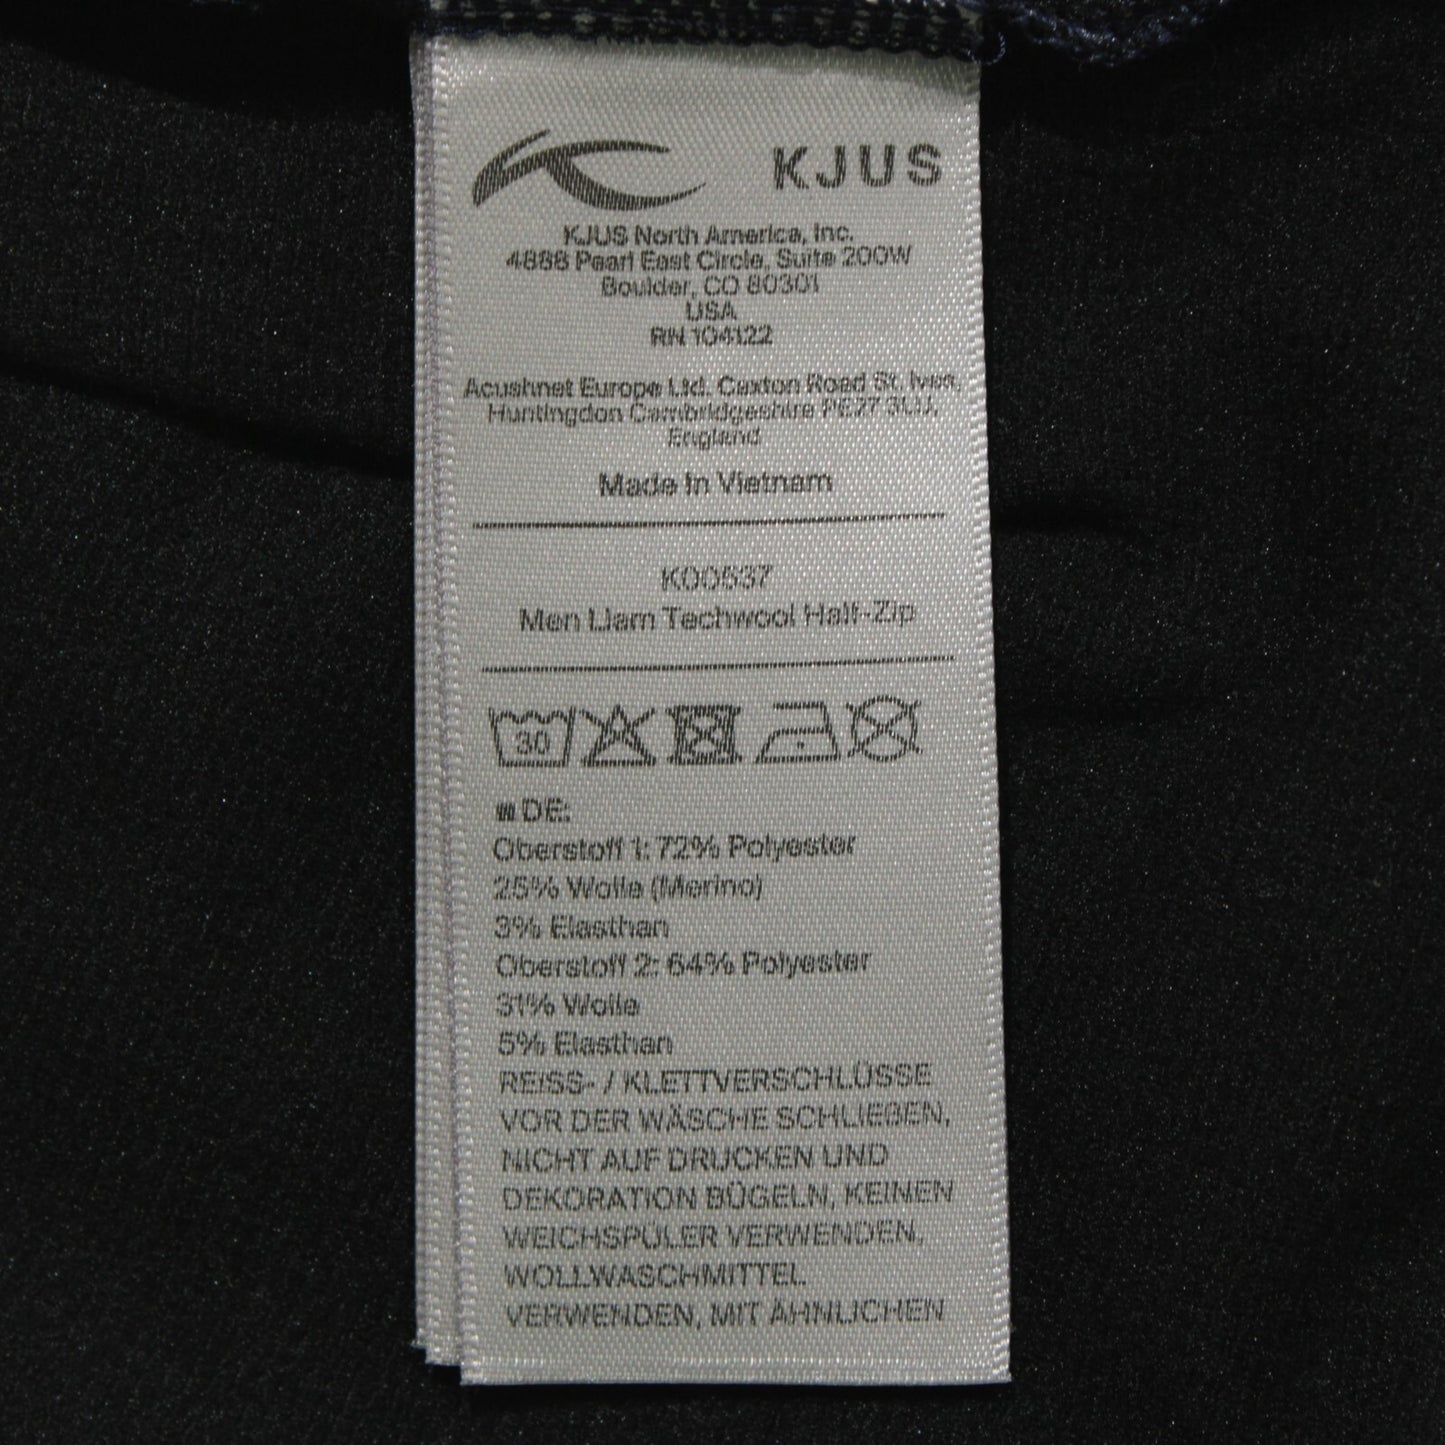 KJUS
KJUS North America, Inc.
4888 Pearl East Circle, Suite 200W
Boulder, CO 80301
USA
RN 104122
Acushnet Europe Ltd. Caxton Road St. Ives,
Huntingdon Cambridgeshire PE27 3LU,
England
Made In Vietnam
K00537
Men Liam Techwool Half-Zip
30
DE:
Oberstoff 1: 72% Polyester
25% Wolle (Merino)
3% Elasthan
Oberstoff 2: 64% Polyester
31% Wolle
5% Elasthan
REISS- / KLETTVERSCHLÜSSE
VOR DER WÄSCHE SCHLIEßEN,
NICHT AUF DRUCKEN UND
DEKORATION BÜGELN, KEINEN
WEICHSPÜLER VERWENDEN,
WOLLWASCHMITTEL
VERWENDEN, MIT ÄHNLICHEN